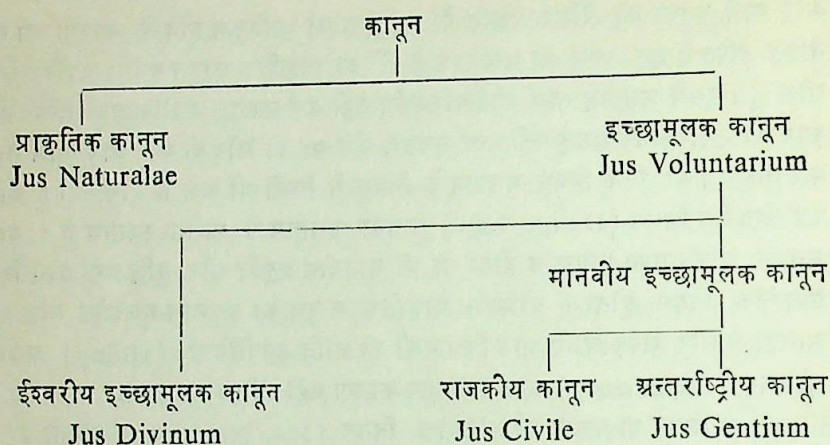 कानून
प्राकृतिक कानून
Jus Naturalae
इच्छामूलक कानून
Jus Voluntarium
मानवीय इच्छामूलक कानून
ईश्वरीय इच्छामूलक कानून
Jus Divinum
राजकीय कानून
Jus Civile
अन्तर्राष्ट्रीय कानून
Jus Gentium